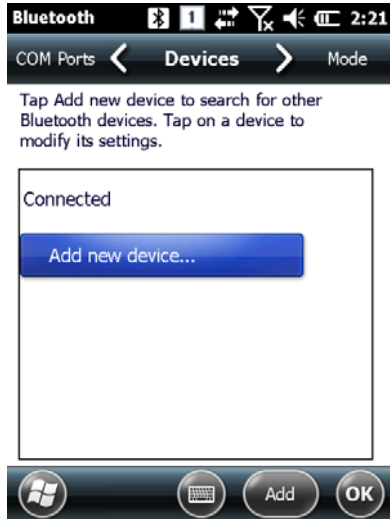 Bluetooth 1 2:21
COM Ports Devices Mode
Tap Add new device to search for other
Bluetooth devices. Tap on a device to
modify its settings.
Connected
Add new device...
Add OK